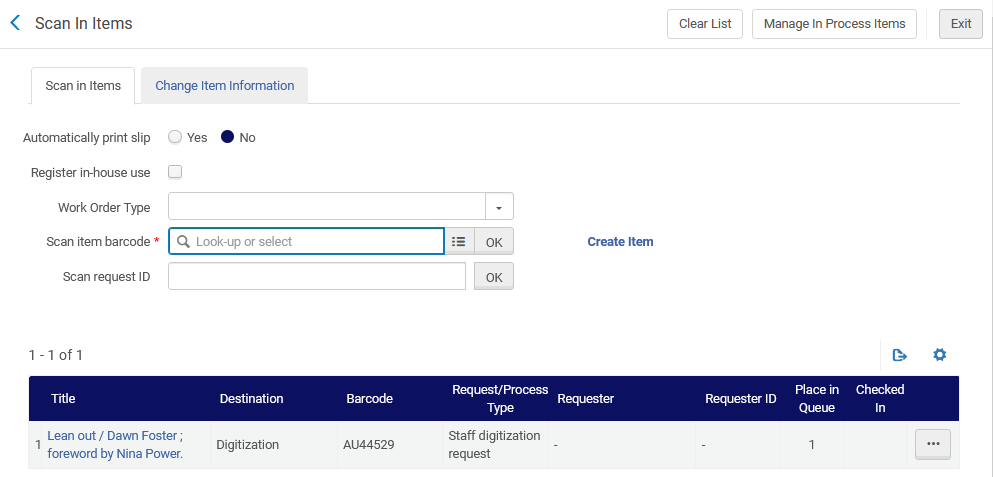 Scan In Items
Clear List
Manage In Process Items
Exit
Scan in Items
Change Item Information
Automatically print slip
Yes
No
Register in-house use
Work Order Type
Scan item barcode *
Look-up or select
OK
Create Item
Scan request ID
OK
1 - 1 of 1
Title
Destination
Barcode
Request/Process
Type
Requester
Requester ID
Place in
Queue
Checked
In
1
Lean out / Dawn Foster ;
foreword by Nina Power.
Digitization
AU44529
Staff digitization
request
-
-
1